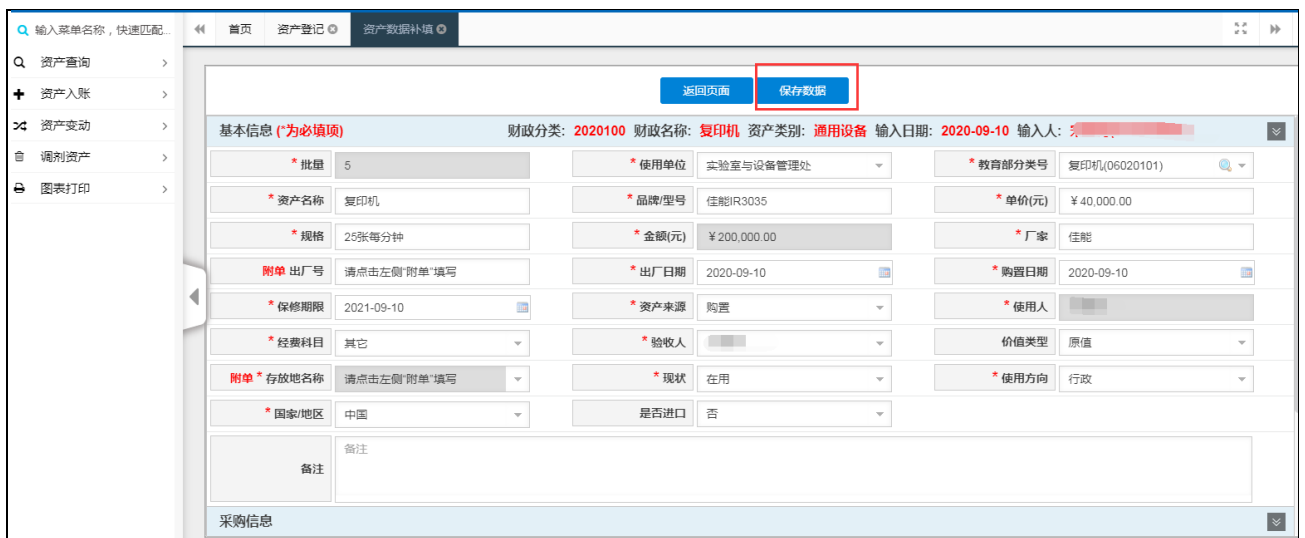 输入菜单名称，快速匹配...
首页 资产登记 资产数据补填
资产查询
资产入账
资产变动
调剂资产
图表打印
返回页面 保存数据
基本信息 (*为必填项) 财政分类: 2020100 财政名称: 复印机 资产类别: 通用设备 输入日期: 2020-09-10 输入人:
* 批量 5 * 使用单位 实验室与设备管理处 * 教育部分类号 复印机(06020101)
* 资产名称 复印机 * 品牌/型号 佳能IR3035 * 单价(元) ￥40,000.00
* 规格 25张每分钟 * 金额(元) ￥200,000.00 * 厂家 佳能
附单 出厂号 请点击左侧"附单"填写 * 出厂日期 2020-09-10 * 购置日期 2020-09-10
* 保修期限 2021-09-10 * 资产来源 购置 * 使用人
* 经费科目 其它 * 验收人 价值类型 原值
附单 * 存放地名称 请点击左侧"附单"填写 * 现状 在用 * 使用方向 行政
* 国家/地区 中国 是否进口 否
备注 备注
采购信息